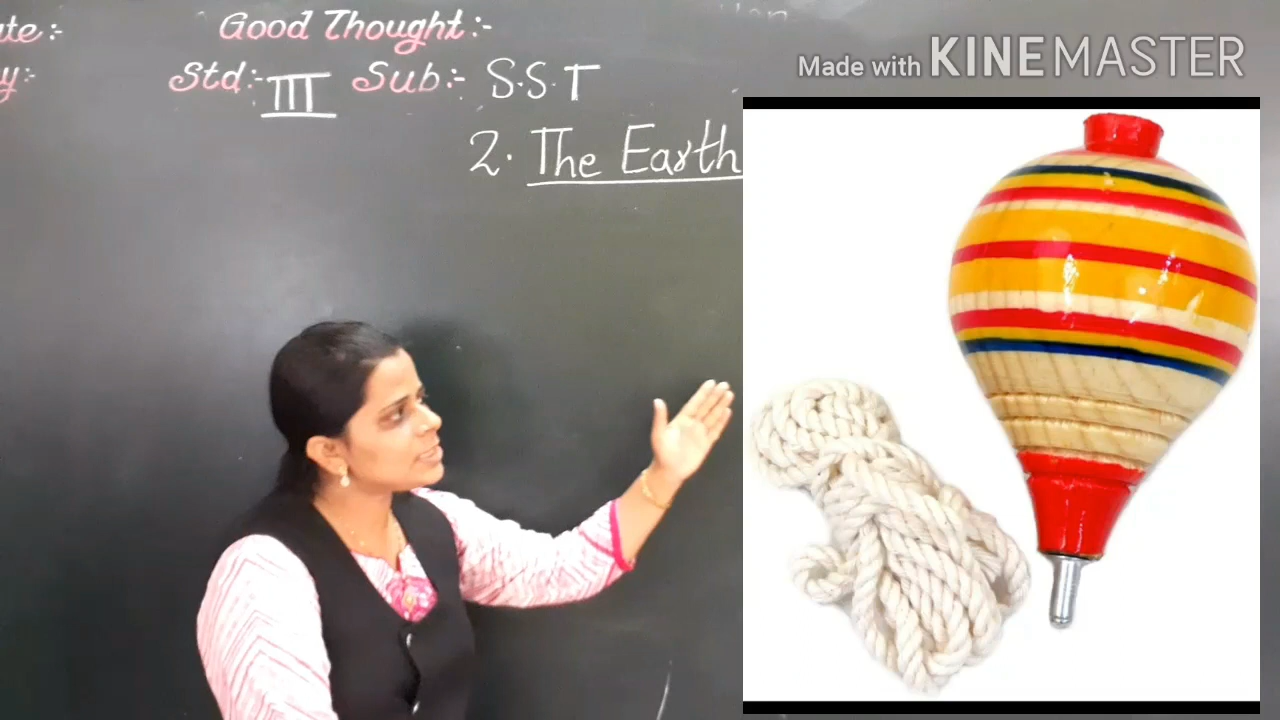 Good Thought :-
Made with KINEMASTER
Std:- III Sub:- S.S.T
2. The Earth